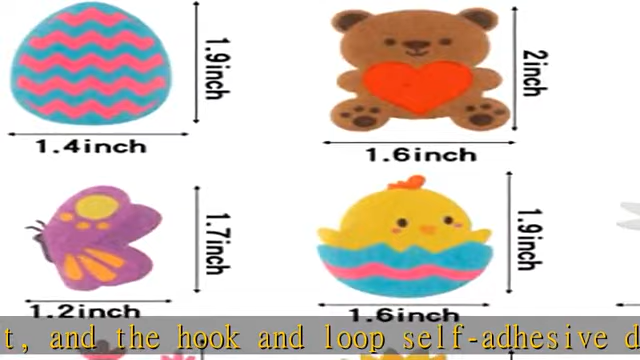 1.9inch
2inch
1.4inch
1.6inch
1.7inch
1.9inch
1.2inch
1.6inch
t, and the hook and loop self-adhesive d